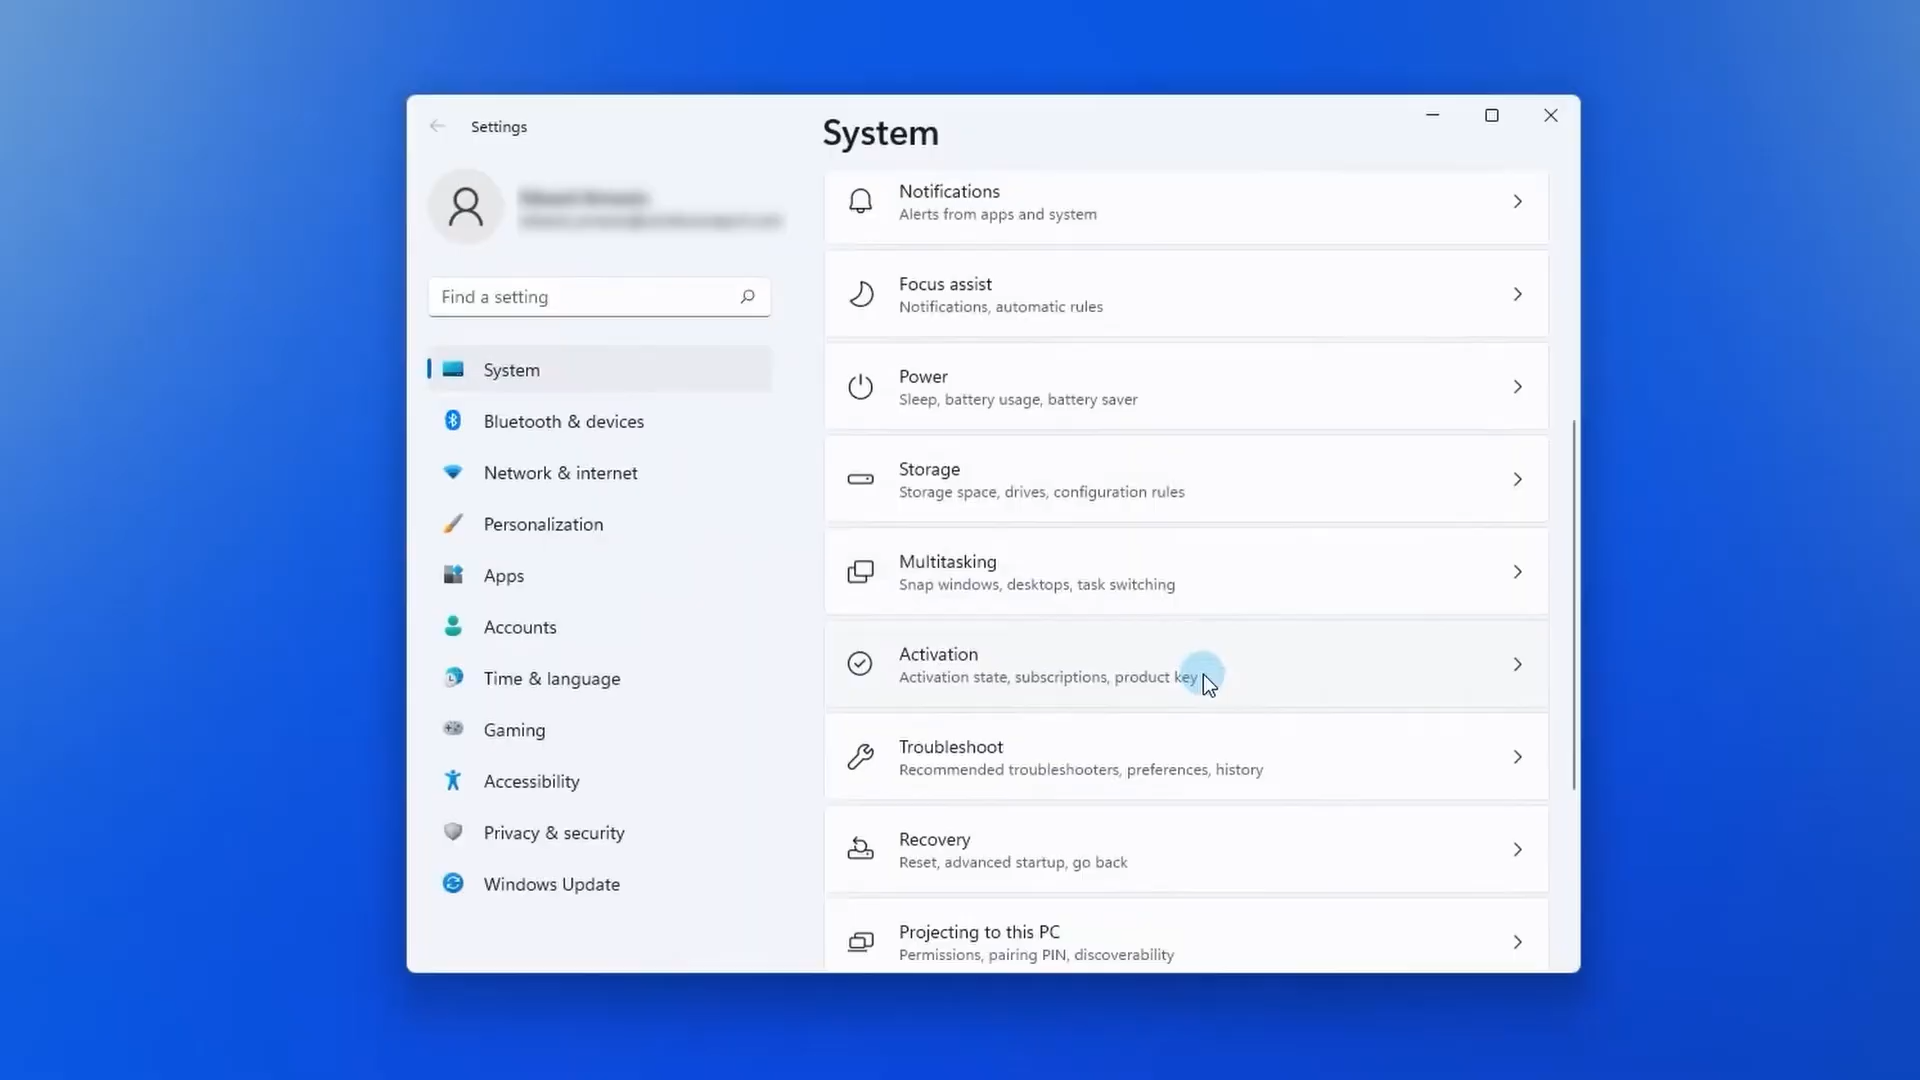 Settings
Find a setting
System
Bluetooth & devices
Network & internet
Personalization
Apps
Accounts
Time & language
Gaming
Accessibility
Privacy & security
Windows Update
System
Notifications
Alerts from apps and system
Focus assist
Notifications, automatic rules
Power
Sleep, battery usage, battery saver
Storage
Storage space, drives, configuration rules
Multitasking
Snap windows, desktops, task switching
Activation
Activation state, subscriptions, product key
Troubleshoot
Recommended troubleshooters, preferences, history
Recovery
Reset, advanced startup, go back
Projecting to this PC
Permissions, pairing PIN, discoverability